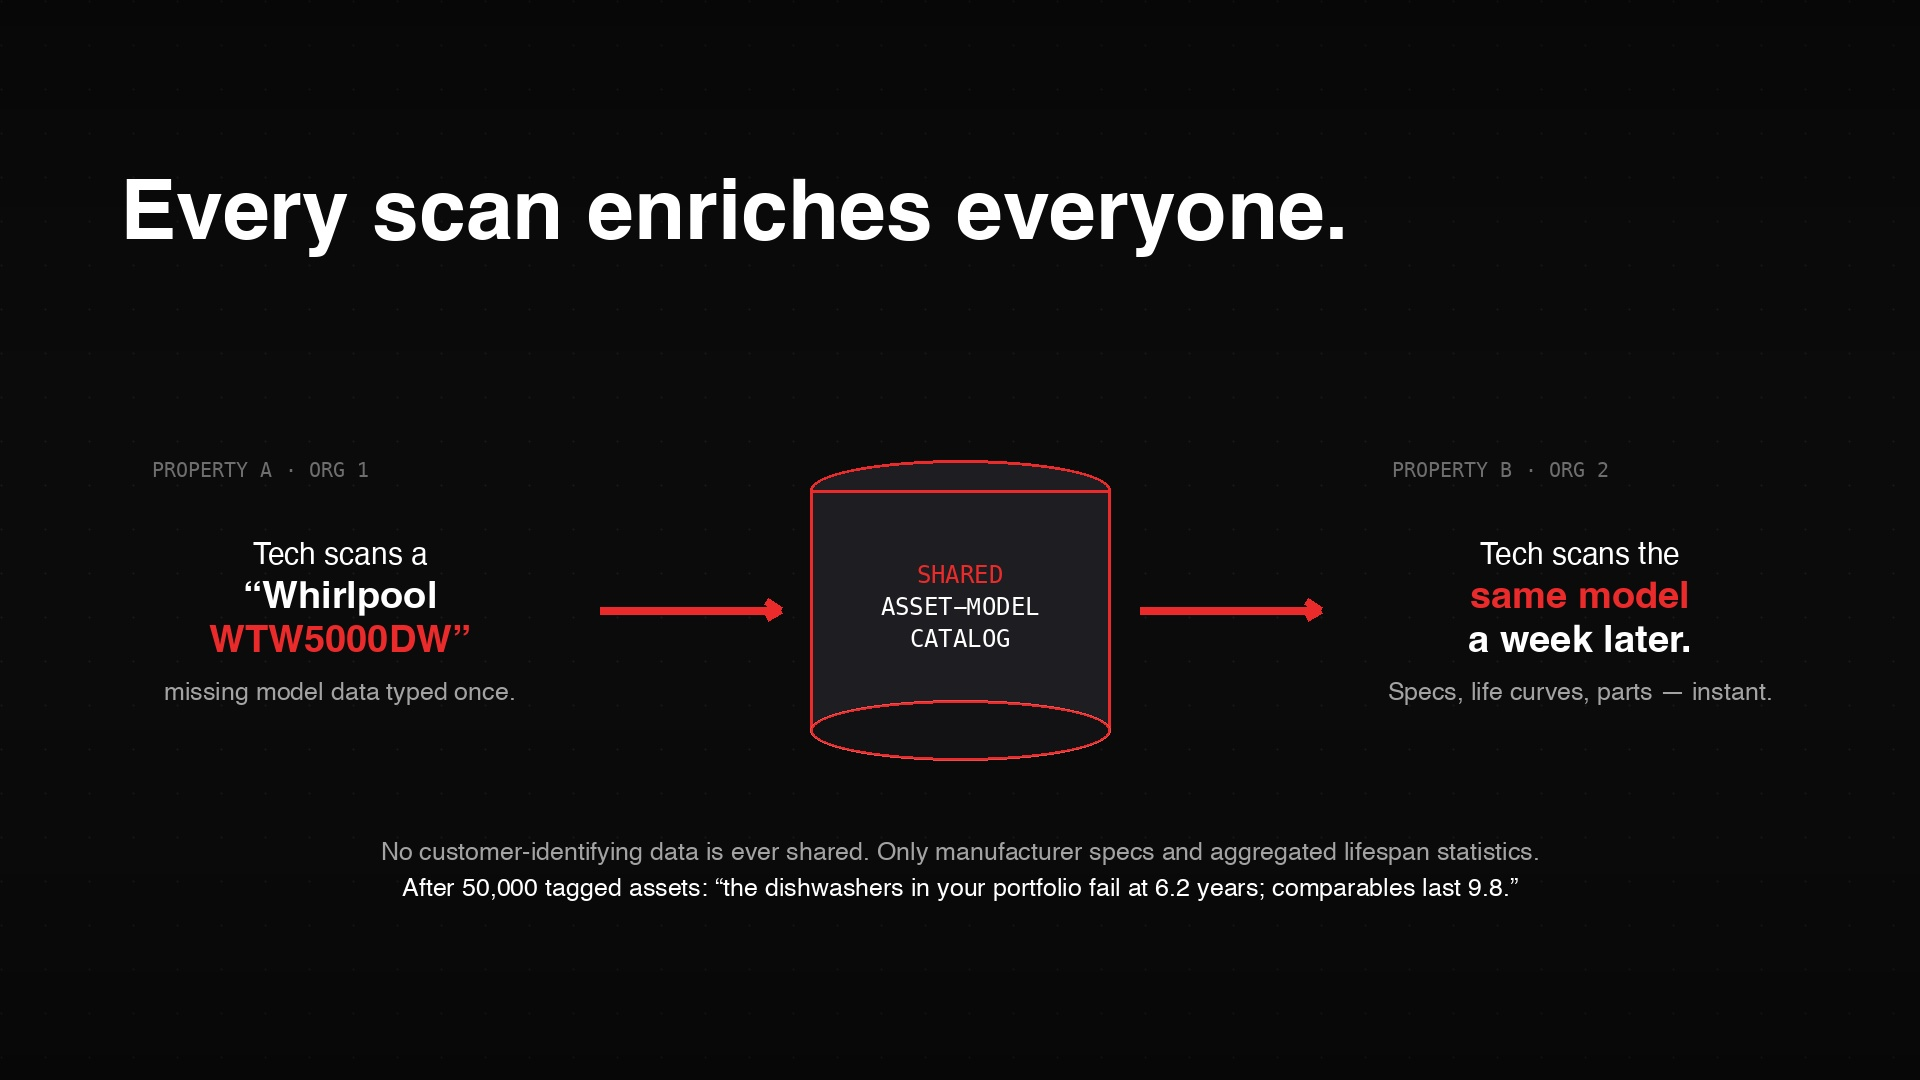 Every scan enriches everyone.
PROPERTY A · ORG 1
Tech scans a
“Whirlpool
WTW5000DW”
missing model data typed once.
SHARED
ASSET–MODEL
CATALOG
PROPERTY B · ORG 2
Tech scans the
same model
a week later.
Specs, life curves, parts — instant.
No customer-identifying data is ever shared. Only manufacturer specs and aggregated lifespan statistics.
After 50,000 tagged assets: “the dishwashers in your portfolio fail at 6.2 years; comparables last 9.8.”